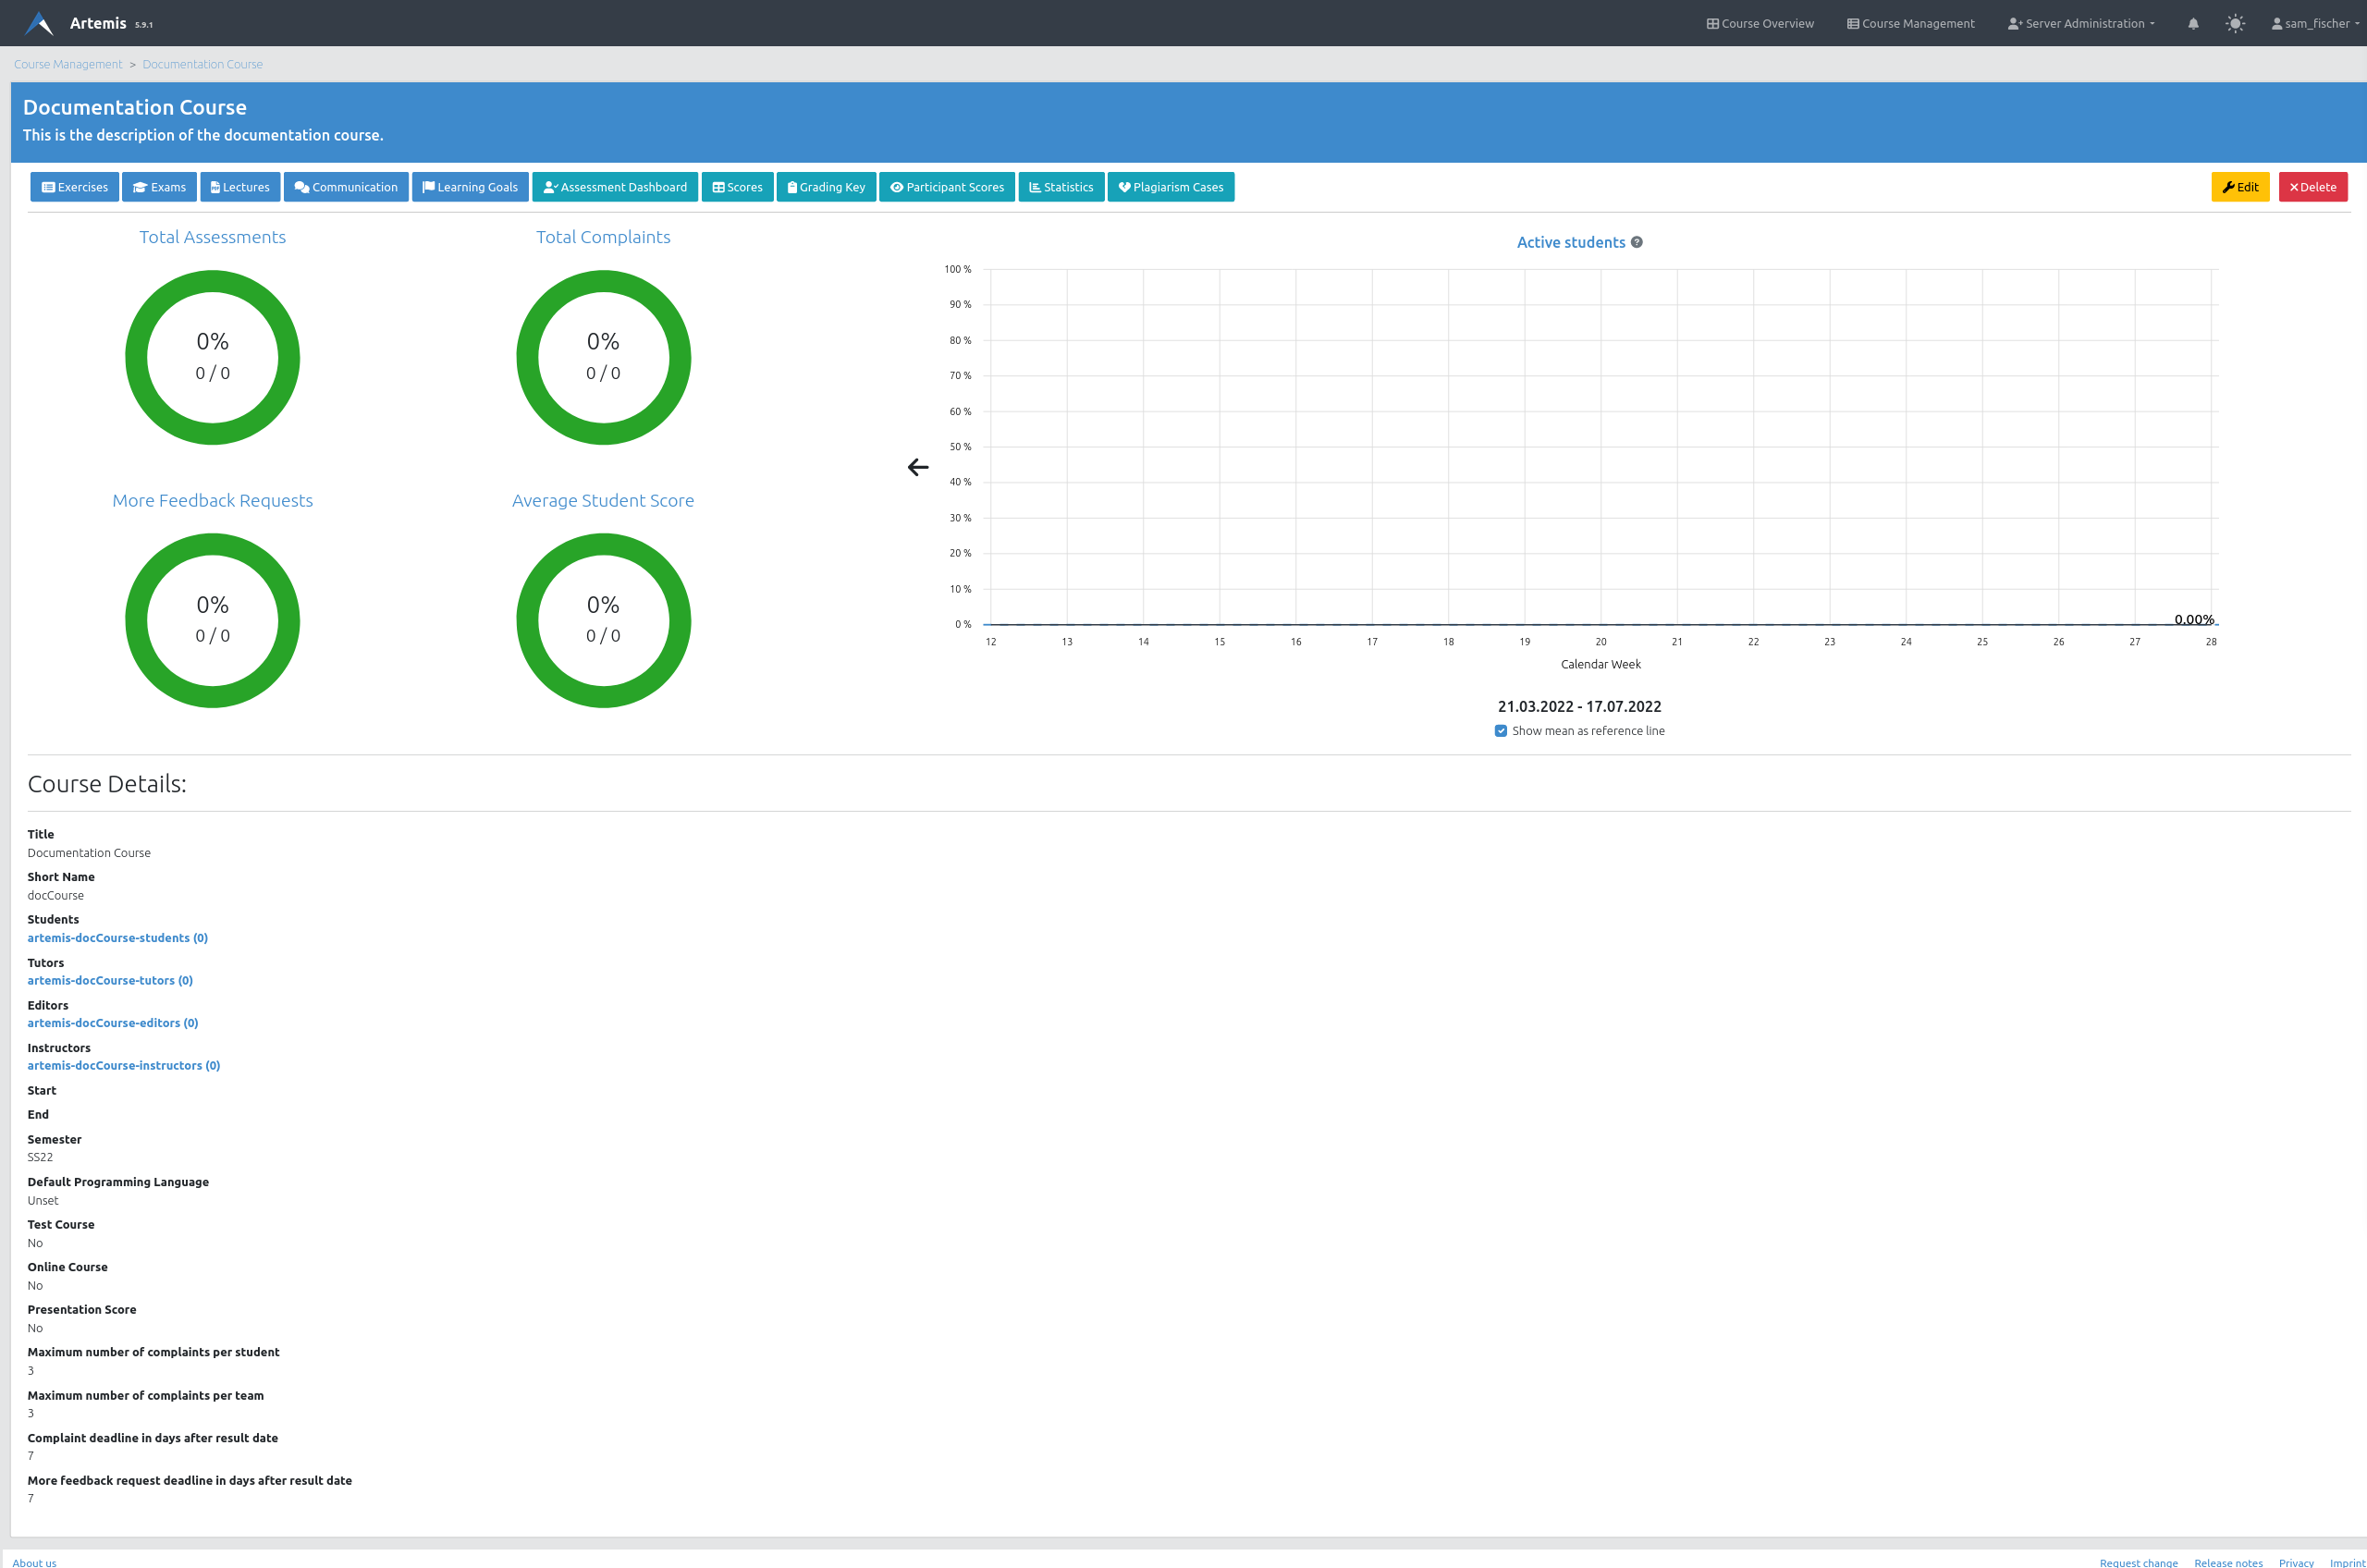 Artemis 5.9.1 Course Overview Course Management Server Administration sam_fischer
Course Management > Documentation Course
Documentation Course
This is the description of the documentation course.
Exercises Exams Lectures Communication Learning Goals Assessment Dashboard Scores Grading Key Participant Scores Statistics Plagiarism Cases Edit Delete
Total Assessments
0%
0 / 0
Total Complaints
0%
0 / 0
More Feedback Requests
0%
0 / 0
Average Student Score
0%
0 / 0
Active students
100 %
90 %
80 %
70 %
60 %
50 %
40 %
30 %
20 %
10 %
0 %
0.00%
12 13 14 15 16 17 18 19 20 21 22 23 24 25 26 27 28
Calendar Week
21.03.2022 - 17.07.2022
Show mean as reference line
Course Details:
Title
Documentation Course
Short Name
docCourse
Students
artemis-docCourse-students (0)
Tutors
artemis-docCourse-tutors (0)
Editors
artemis-docCourse-editors (0)
Instructors
artemis-docCourse-instructors (0)
Start
End
Semester
SS22
Default Programming Language
Unset
Test Course
No
Online Course
No
Presentation Score
No
Maximum number of complaints per student
3
Maximum number of complaints per team
3
Complaint deadline in days after result date
7
More feedback request deadline in days after result date
7
About us Request change Release notes Privacy Imprint